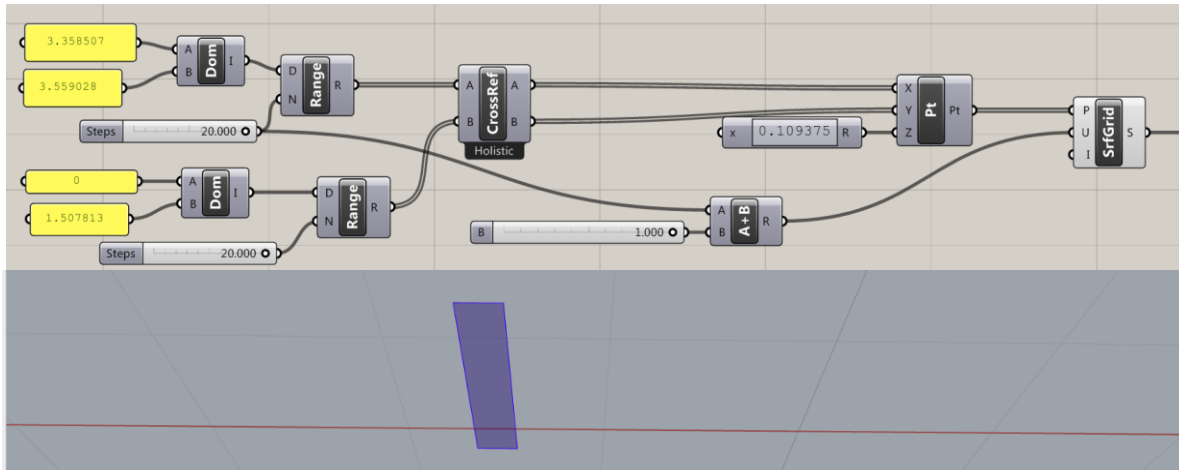 3.358507
3.559028
A
B
Dom
I
D
N
Range
R
Steps
20.000
A
B
CrossRef
A
B
Holistic
x
0.109375
R
X
Y
Z
Pt
Pt
P
U
I
SrfGrid
S
0
1.507813
A
B
Dom
I
D
N
Range
R
Steps
20.000
B
1.000
A
B
A+B
R